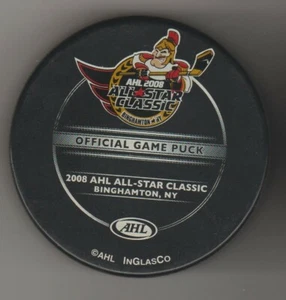 AHL 2008
ALL-STAR
CLASSIC
BINGHAMTON NY
OFFICIAL GAME PUCK
2008 AHL ALL-STAR CLASSIC
BINGHAMTON, NY
AHL
©AHL INGLASCO